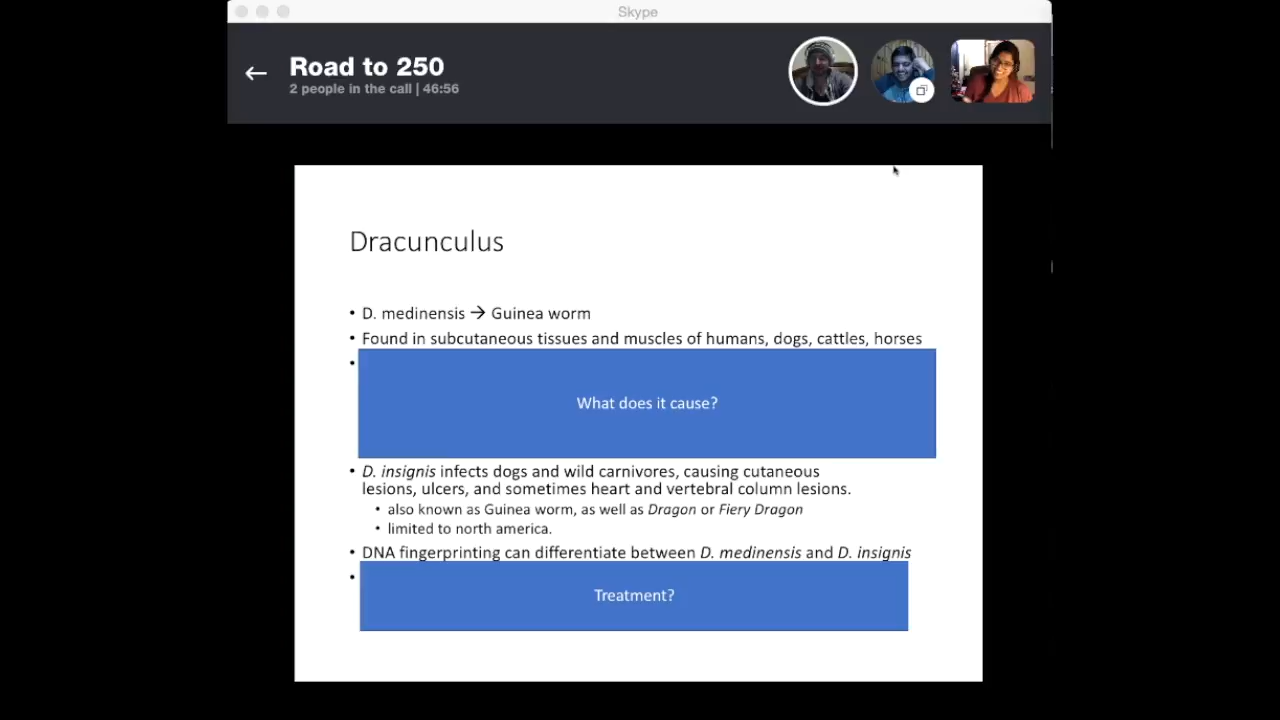 Skype
Road to 250
2 people in the call | 46:56
Dracunculus
• D. medinensis → Guinea worm
• Found in subcutaneous tissues and muscles of humans, dogs, cattles, horses
•
What does it cause?
• D. insignis infects dogs and wild carnivores, causing cutaneous
lesions, ulcers, and sometimes heart and vertebral column lesions.
• also known as Guinea worm, as well as Dragon or Fiery Dragon
• limited to north america.
• DNA fingerprinting can differentiate between D. medinensis and D. insignis
•
Treatment?